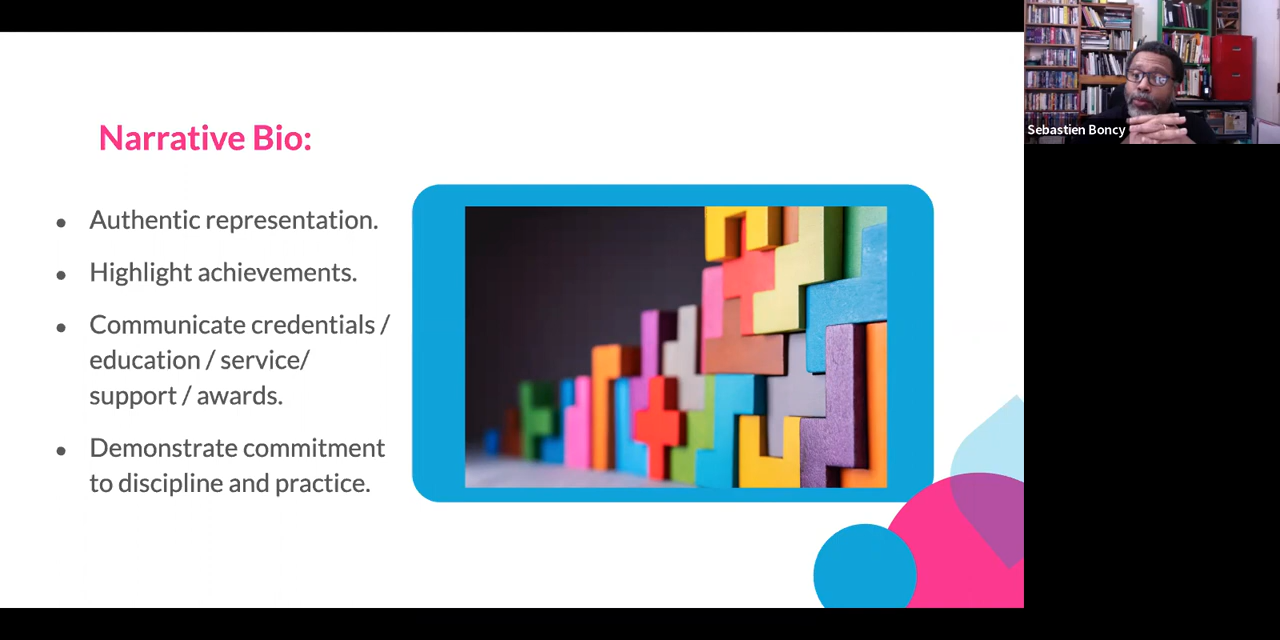 Narrative Bio:
Authentic representation.
Highlight achievements.
Communicate credentials /
education / service/
support / awards.
Demonstrate commitment
to discipline and practice.
Sebastien Boncy